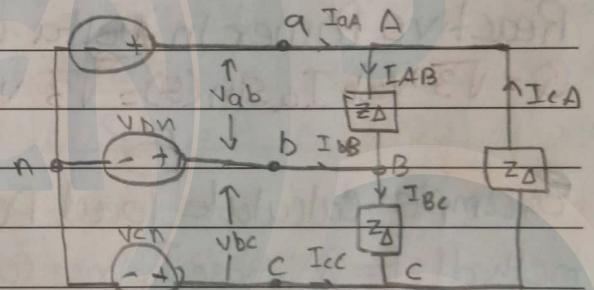 a IaA A
- +
IAB
Vab
ZΔ
IcA
Vbn
n - + b IbB B
ZΔ
IBc
Vbc
ZΔ
Vcn
- + C Icc C